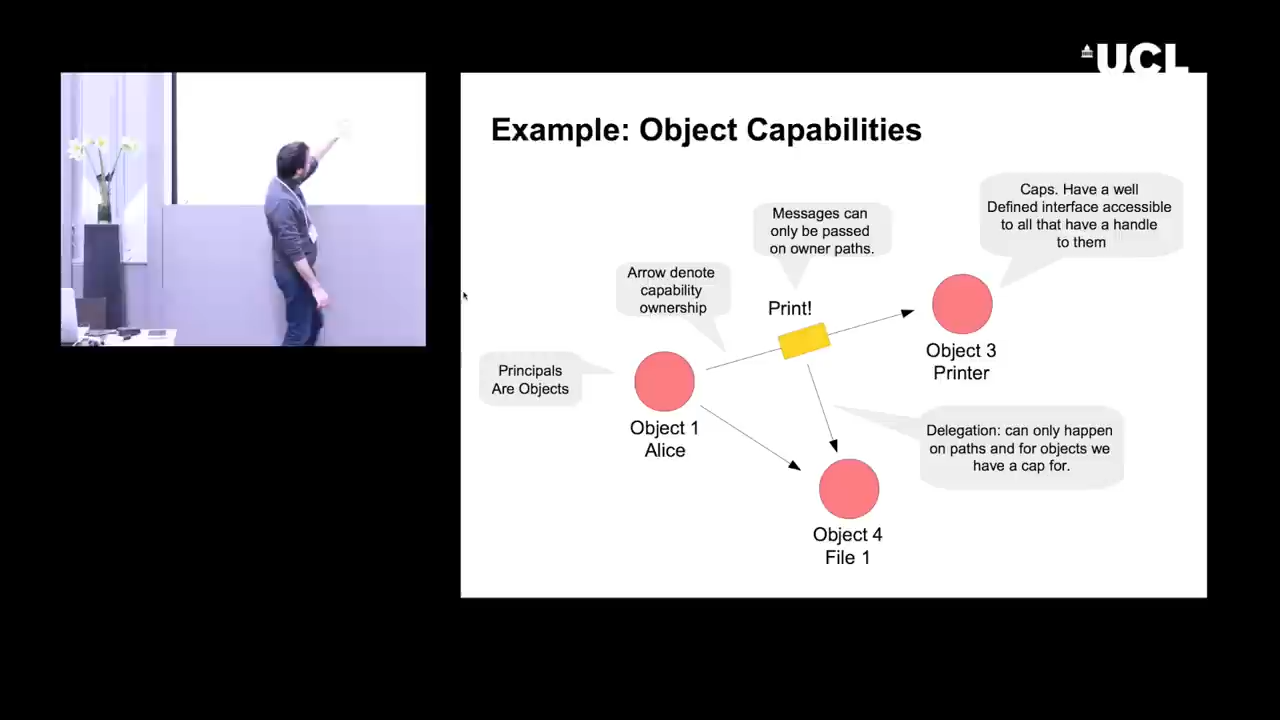 UCL
Example: Object Capabilities
Caps. Have a well
Defined interface accessible
to all that have a handle
to them
Messages can
only be passed
on owner paths.
Arrow denote
capability
ownership
Print!
Principals
Are Objects
Object 3
Printer
Object 1
Alice
Delegation: can only happen
on paths and for objects we
have a cap for.
Object 4
File 1